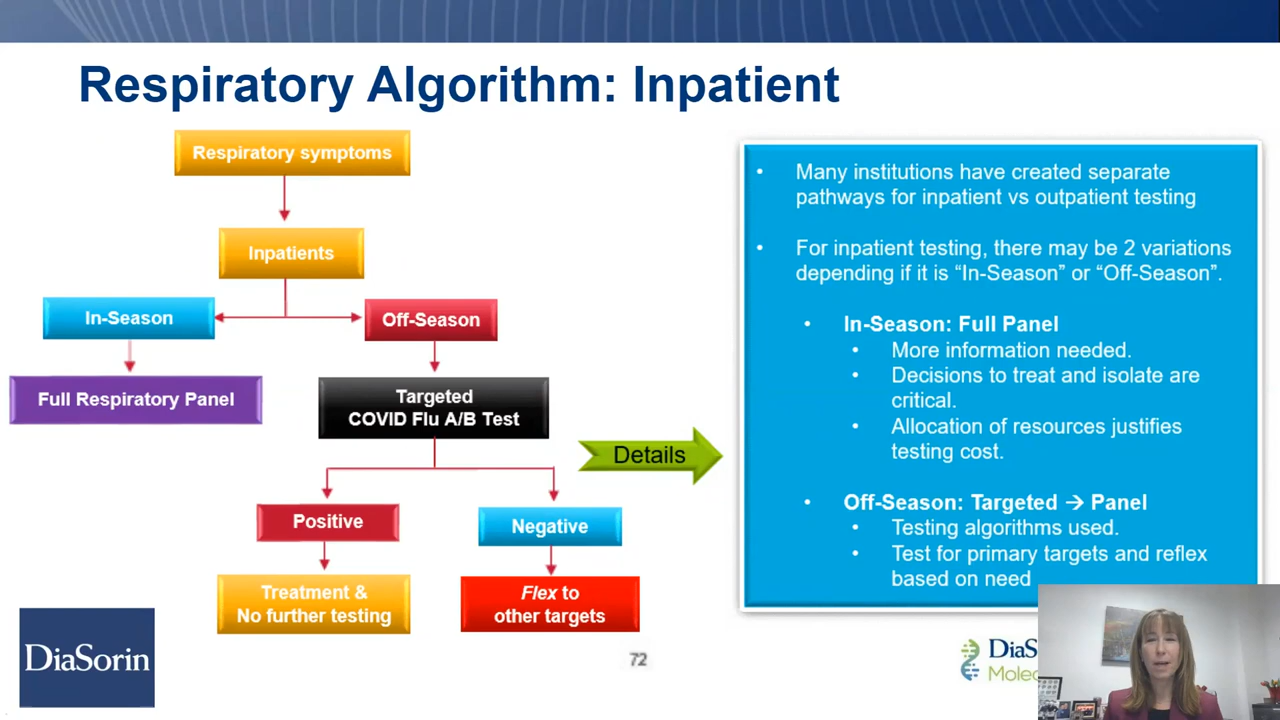 Respiratory Algorithm: Inpatient
Respiratory symptoms
Inpatients
In-Season
Off-Season
Full Respiratory Panel
Targeted
COVID Flu A/B Test
Positive
Negative
Treatment &
No further testing
Flex to
other targets
Details
• Many institutions have created separate
pathways for inpatient vs outpatient testing
• For inpatient testing, there may be 2 variations
depending if it is “In-Season” or “Off-Season”.
• In-Season: Full Panel
• More information needed.
• Decisions to treat and isolate are
critical.
• Allocation of resources justifies
testing cost.
• Off-Season: Targeted → Panel
• Testing algorithms used.
• Test for primary targets and reflex
based on need
DiaSorin
72